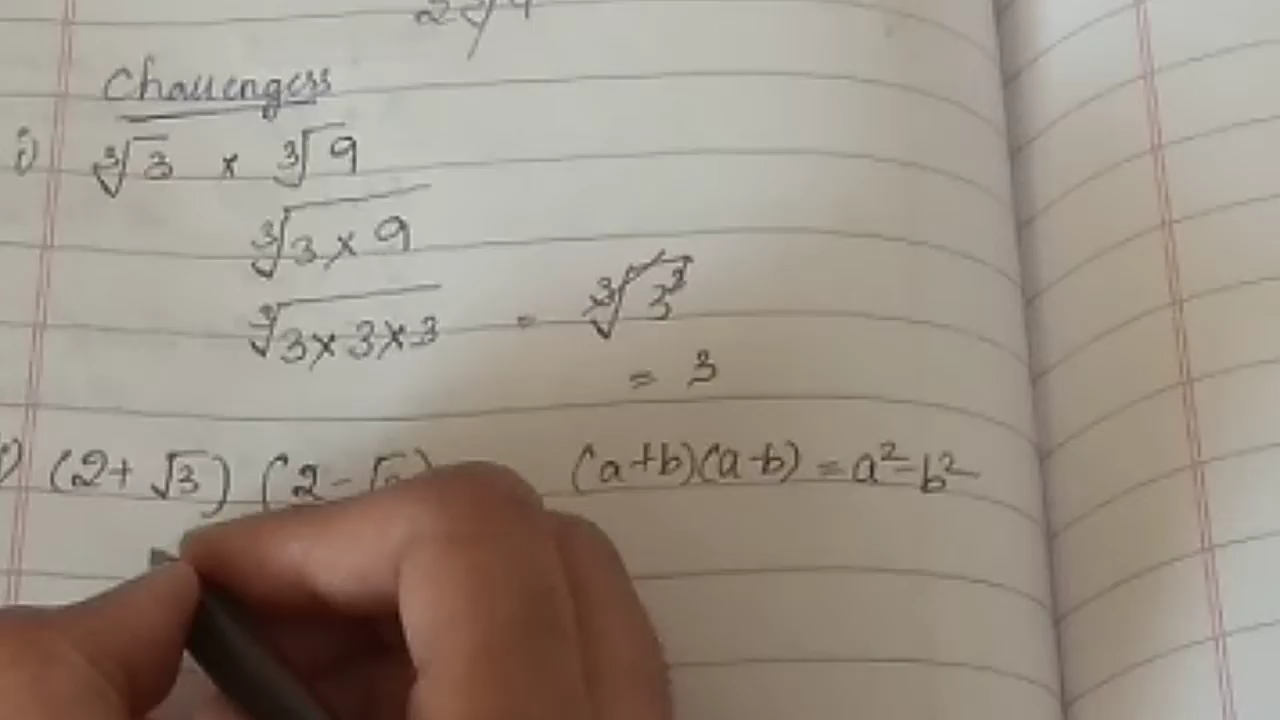 Challenges
i) ∛3 × ∛9
∛3×9
∛3×3×3 = ∛3³
= 3
(2+ √3) (2-√ (a+b)(a-b) = a²-b²